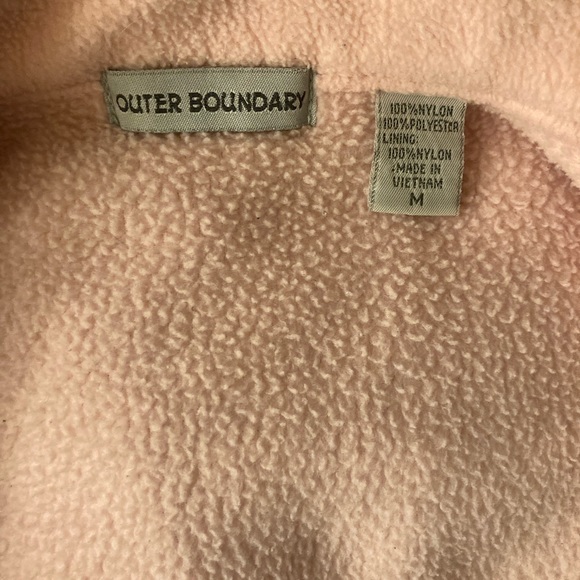 OUTER BOUNDARY
100%NYLON
100%POLYESTER
LINING:
100%NYLON
MADE IN
VIETNAM
M